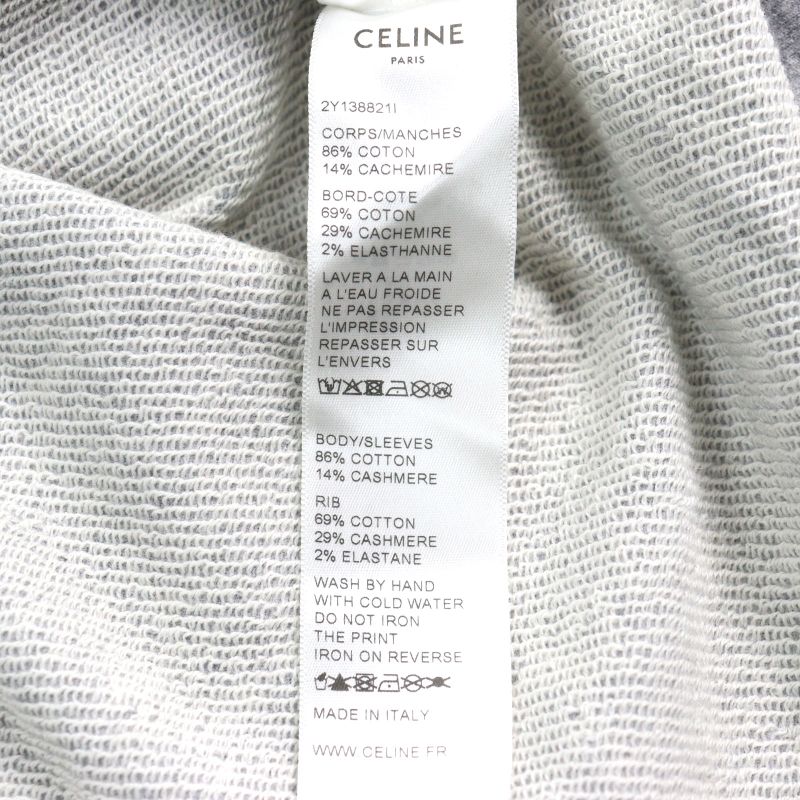 CELINE
PARIS
2Y138821I
CORPS/MANCHES
86% COTON
14% CACHEMIRE
BORD-COTE
69% COTON
29% CACHEMIRE
2% ELASTHANNE
LAVER A LA MAIN
A L'EAU FROIDE
NE PAS REPASSER
L'IMPRESSION
REPASSER SUR
L'ENVERS
BODY/SLEEVES
86% COTTON
14% CASHMERE
RIB
69% COTTON
29% CASHMERE
2% ELASTANE
WASH BY HAND
WITH COLD WATER
DO NOT IRON
THE PRINT
IRON ON REVERSE
MADE IN ITALY
WWW.CELINE.FR